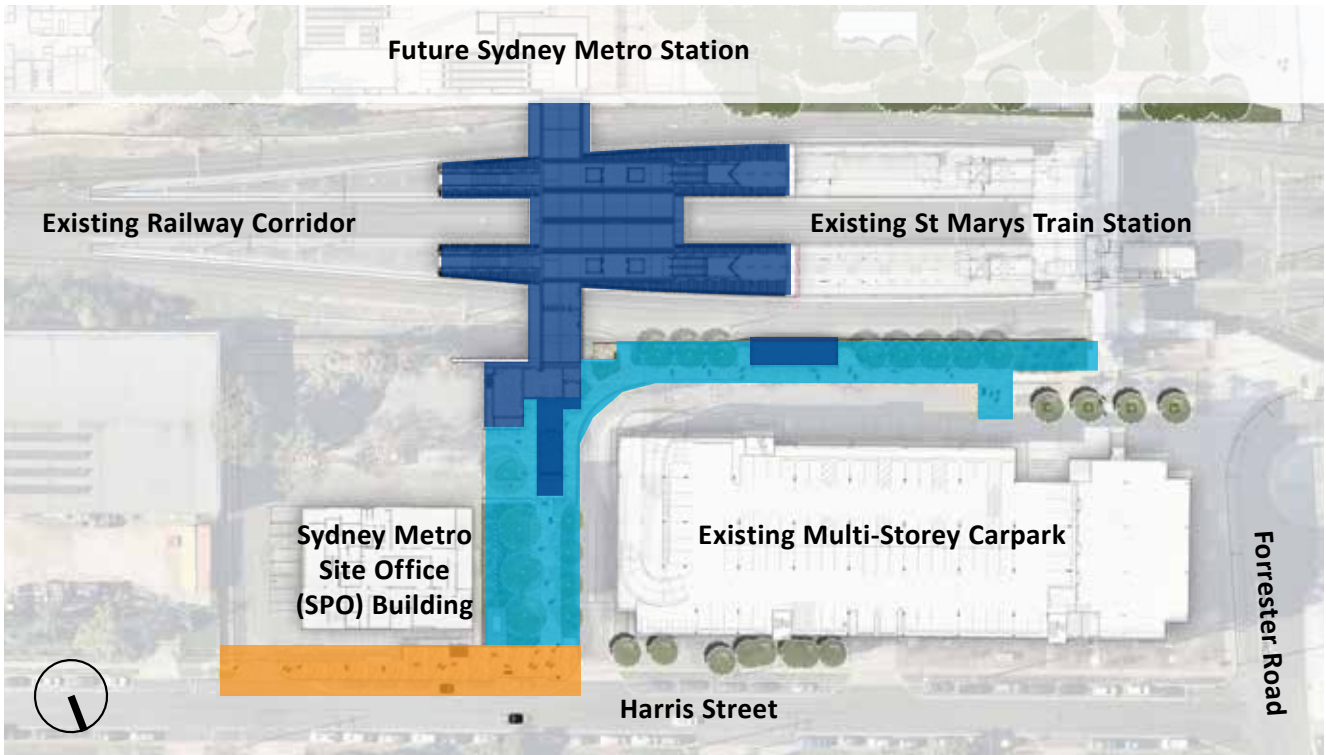 Future Sydney Metro Station
Existing Railway Corridor
Existing St Marys Train Station
Sydney Metro
Site Office
(SPO) Building
Existing Multi-Storey Carpark
Forrester Road
Harris Street